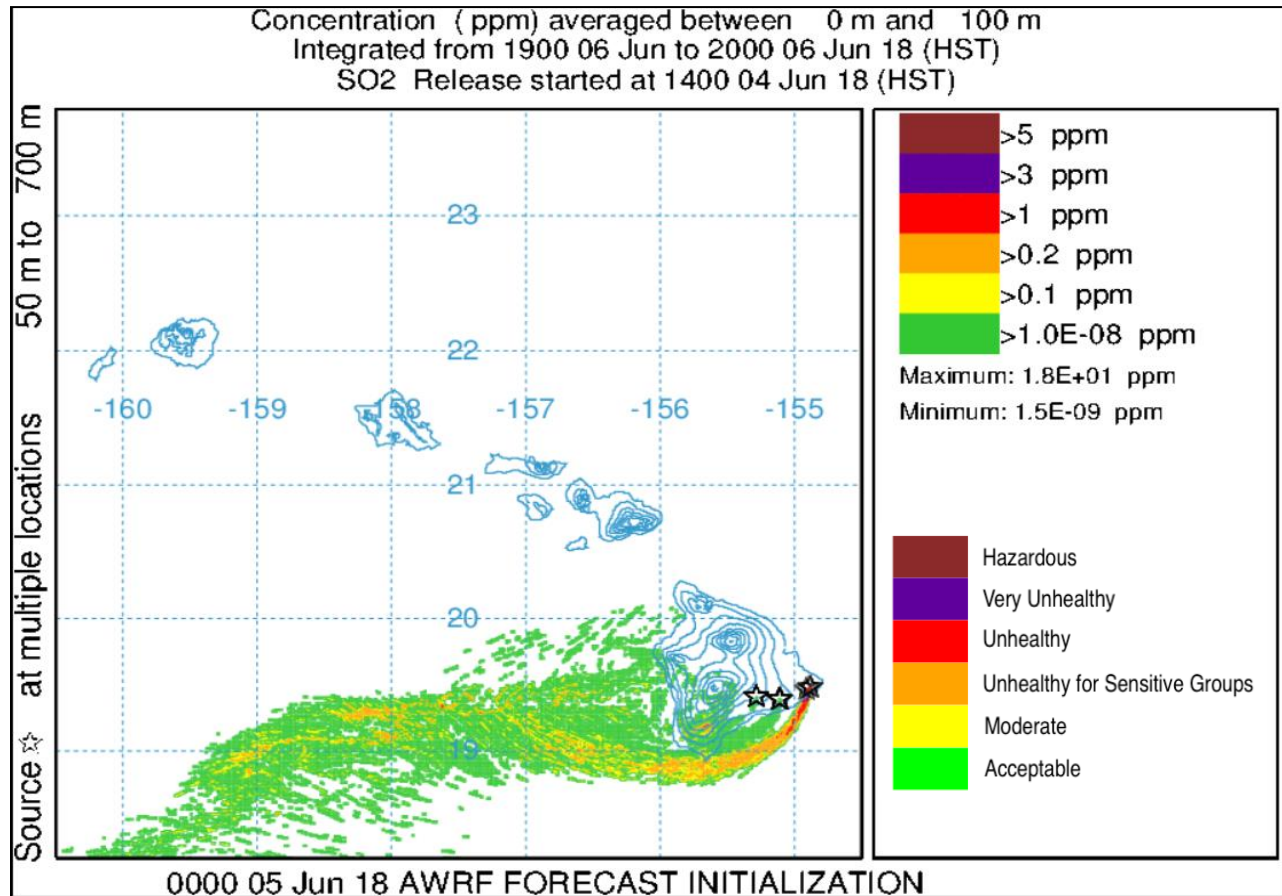 Concentration ( ppm) averaged between 0 m and 100 m
Integrated from 1900 06 Jun to 2000 06 Jun 18 (HST)
SO2 Release started at 1400 04 Jun 18 (HST)
Source ☆ at multiple locations 50 m to 700 m
23
22
-160 -159 -158 -157 -156 -155
21
20
19
>5 ppm
>3 ppm
>1 ppm
>0.2 ppm
>0.1 ppm
>1.0E-08 ppm
Maximum: 1.8E+01 ppm
Minimum: 1.5E-09 ppm
Hazardous
Very Unhealthy
Unhealthy
Unhealthy for Sensitive Groups
Moderate
Acceptable
0000 05 Jun 18 AWRF FORECAST INITIALIZATION